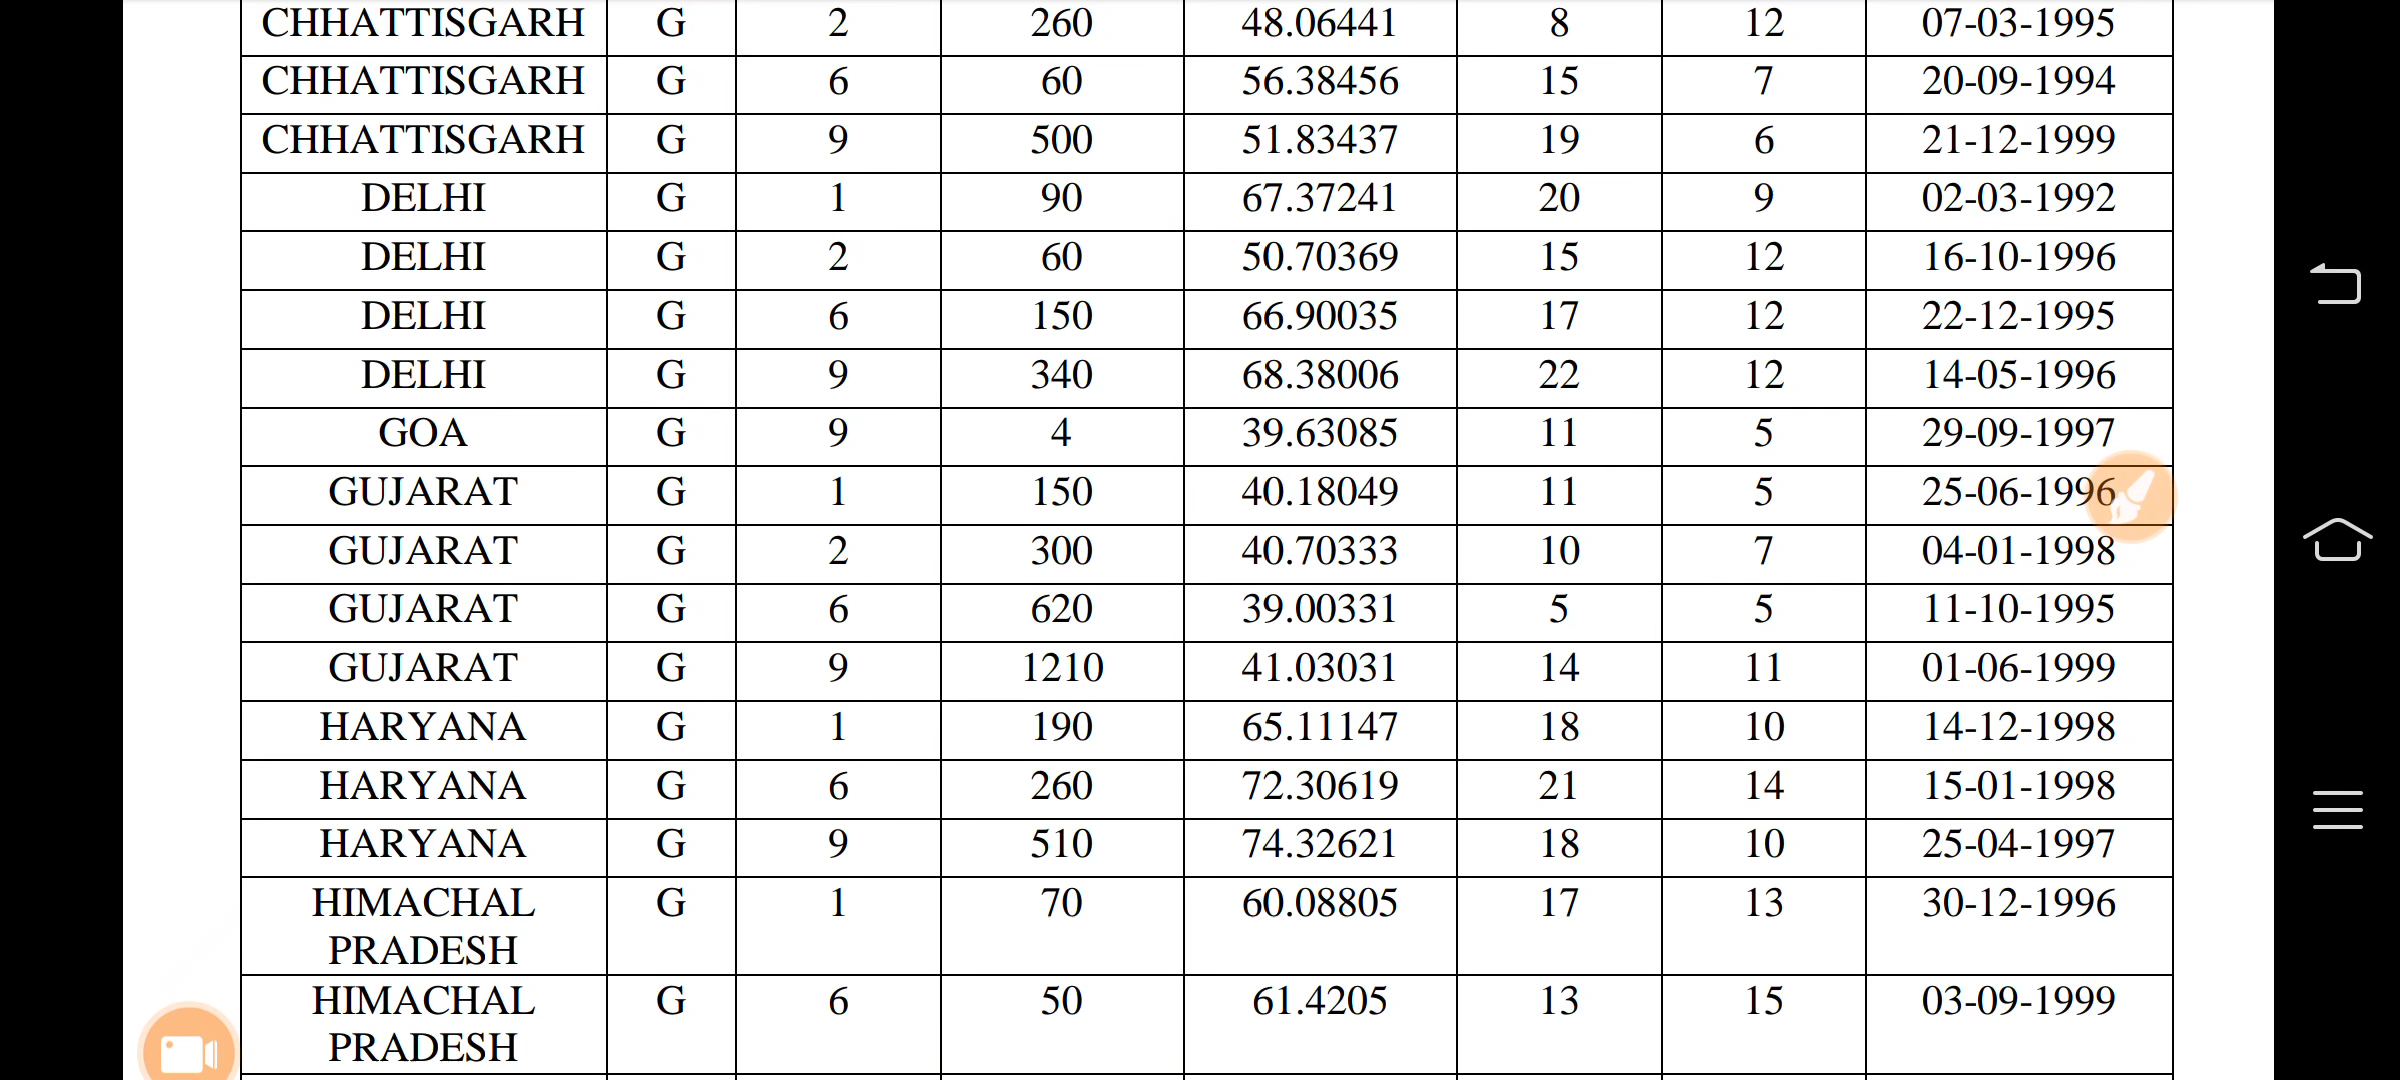 CHHATTISGARH G 2 260 48.06441 8 12 07-03-1995
CHHATTISGARH G 6 60 56.38456 15 7 20-09-1994
CHHATTISGARH G 9 500 51.83437 19 6 21-12-1999
DELHI G 1 90 67.37241 20 9 02-03-1992
DELHI G 2 60 50.70369 15 12 16-10-1996
DELHI G 6 150 66.90035 17 12 22-12-1995
DELHI G 9 340 68.38006 22 12 14-05-1996
GOA G 9 4 39.63085 11 5 29-09-1997
GUJARAT G 1 150 40.18049 11 5 25-06-1996
GUJARAT G 2 300 40.70333 10 7 04-01-1998
GUJARAT G 6 620 39.00331 5 5 11-10-1995
GUJARAT G 9 1210 41.03031 14 11 01-06-1999
HARYANA G 1 190 65.11147 18 10 14-12-1998
HARYANA G 6 260 72.30619 21 14 15-01-1998
HARYANA G 9 510 74.32621 18 10 25-04-1997
HIMACHAL G 1 70 60.08805 17 13 30-12-1996
PRADESH
HIMACHAL G 6 50 61.4205 13 15 03-09-1999
PRADESH